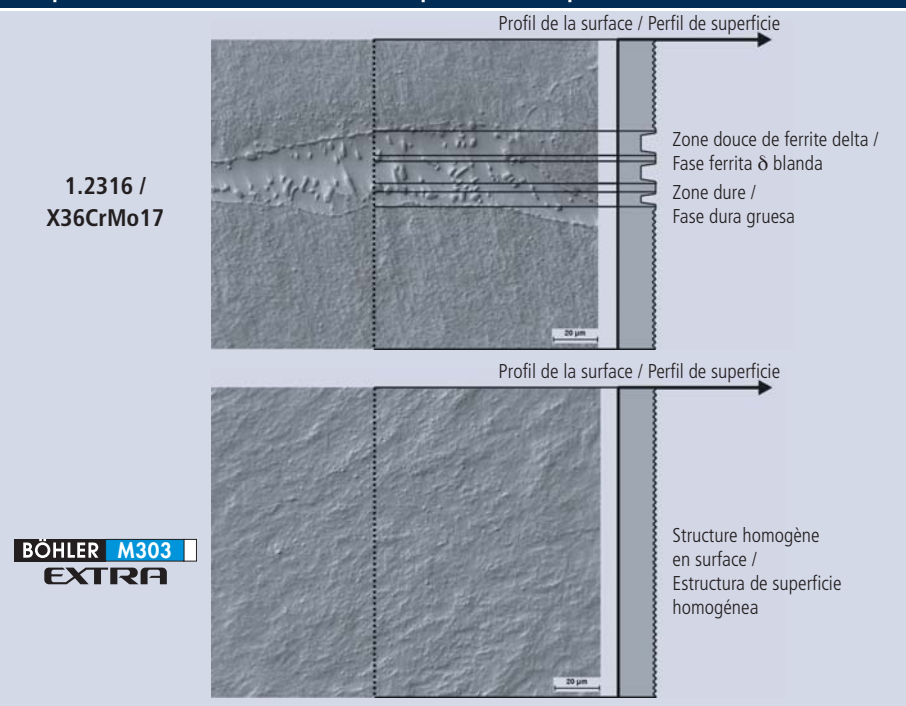 Profil de la surface / Perfil de superficie
1.2316 /
X36CrMo17
Zone douce de ferrite delta /
Fase ferrita δ blanda
Zone dure /
Fase dura gruesa
20 µm
Profil de la surface / Perfil de superficie
BÖHLER M303
EXTRA
Structure homogène
en surface /
Estructura de superficie
homogénea
20 µm